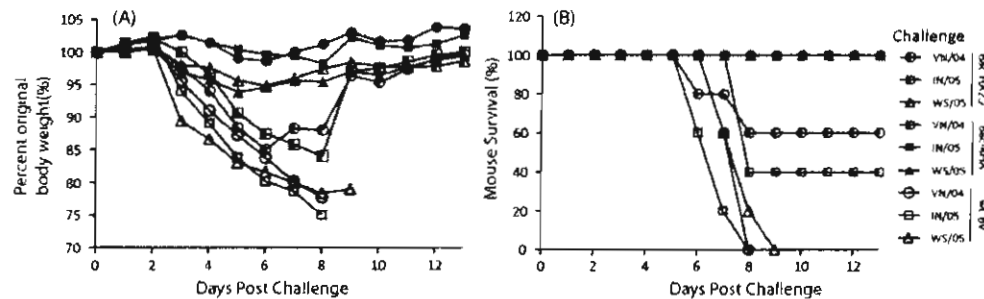 (A)
Percent original
body weight(%)
105
100
95
90
85
80
75
70
0 2 4 6 8 10 12
Days Post Challenge
(B)
Mouse Survival (%)
120
100
80
60
40
20
0
0 2 4 6 8 10 12
Days Post Challenge
Challenge
VN/04
IN/05
WS/05
VN/04
IN/05
WS/05
VN/04
IN/05
WS/05